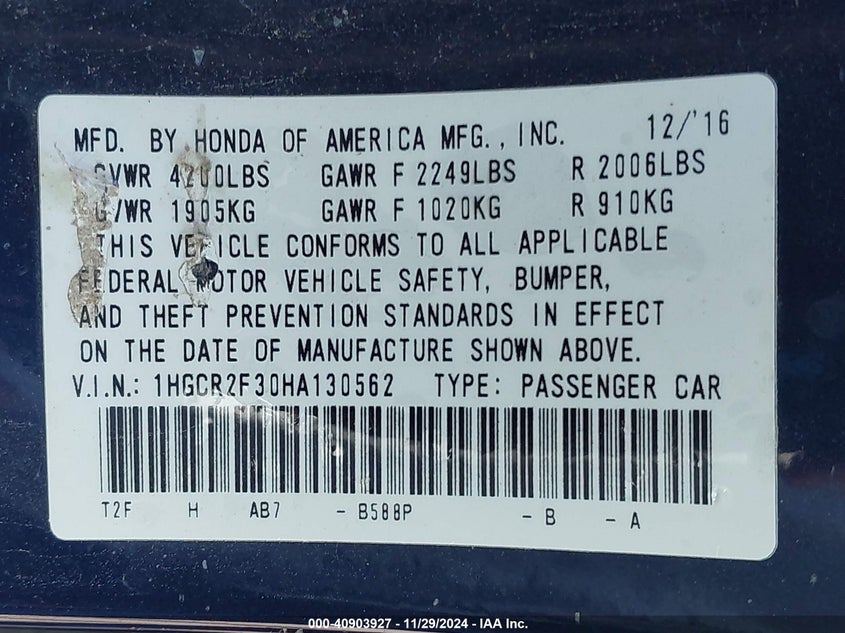 MFD. BY HONDA OF AMERICA MFG., INC. 12/'16
GVWR 4200LBS GAWR F 2249LBS R 2006LBS
GVWR 1905KG GAWR F 1020KG R 910KG
THIS VEHICLE CONFORMS TO ALL APPLICABLE
FEDERAL MOTOR VEHICLE SAFETY, BUMPER,
AND THEFT PREVENTION STANDARDS IN EFFECT
ON THE DATE OF MANUFACTURE SHOWN ABOVE.
V.I.N.: 1HGCR2F30HA130562 TYPE: PASSENGER CAR
T2F H AB7 - B588P - B - A
000-40903927 - 11/29/2024 - IAA Inc.